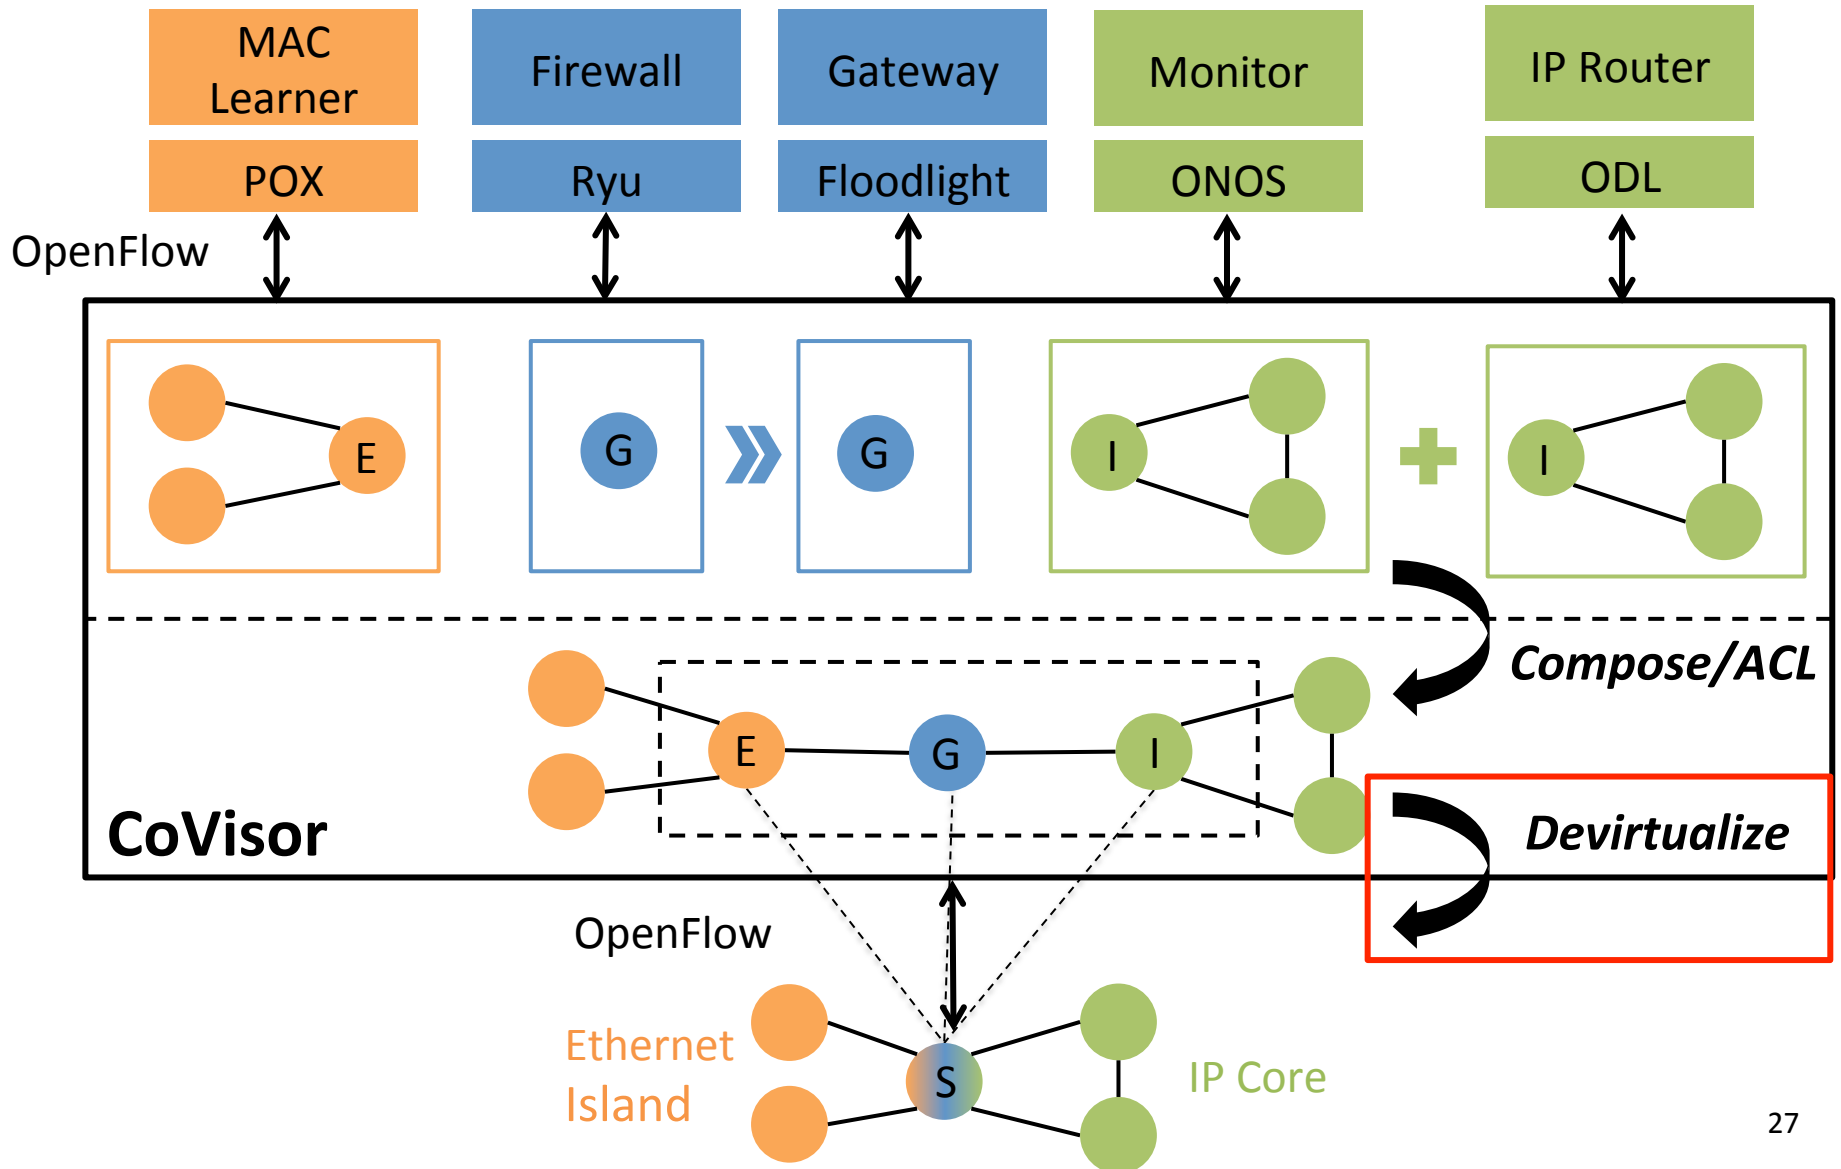 MAC
Learner
Firewall
Gateway
Monitor
IP Router
POX
Ryu
Floodlight
ONOS
ODL
OpenFlow
E
G
G
I
I
Compose/ACL
E
G
I
CoVisor
Devirtualize
OpenFlow
Ethernet
Island
S
IP Core
27